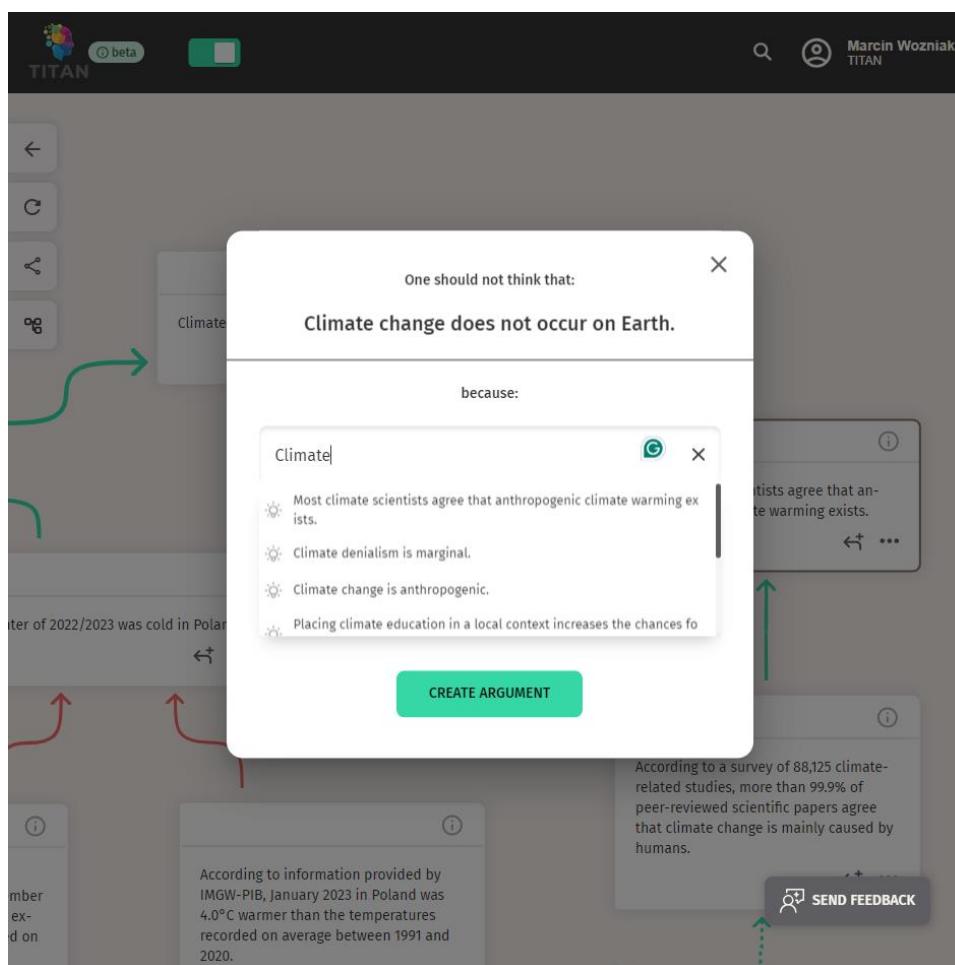 TITAN
beta
Marcin Wozniak
TITAN
One should not think that:
Climate change does not occur on Earth.
because:
Climate
Most climate scientists agree that anthropogenic climate warming ex
ists.
Climate denialism is marginal.
Climate change is anthropogenic.
Placing climate education in a local context increases the chances fo
CREATE ARGUMENT
Climate
tists agree that an-
te warming exists.
ter of 2022/2023 was cold in Polan
According to a survey of 88,125 climate-
related studies, more than 99.9% of
peer-reviewed scientific papers agree
that climate change is mainly caused by
humans.
mber
ex-
d on
According to information provided by
IMGW-PIB, January 2023 in Poland was
4.0°C warmer than the temperatures
recorded on average between 1991 and
2020.
SEND FEEDBACK